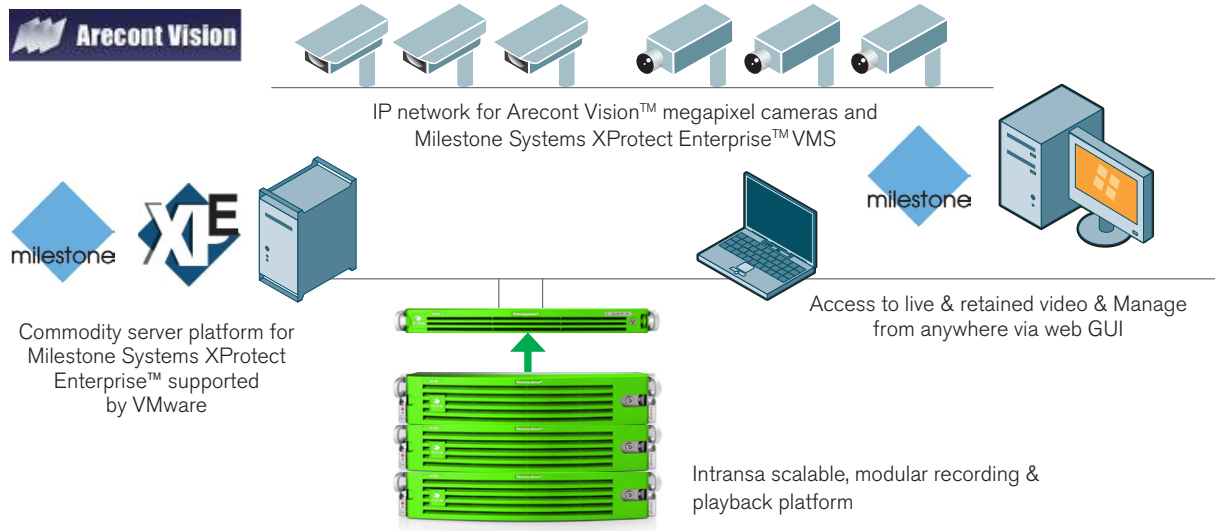 Arecont Vision
IP network for Arecont Vision™ megapixel cameras and
Milestone Systems XProtect Enterprise™ VMS
milestone
XPE
milestone
Commodity server platform for
Milestone Systems XProtect
Enterprise™ supported
by VMware
Access to live & retained video & Manage
from anywhere via web GUI
Intransa scalable, modular recording &
playback platform